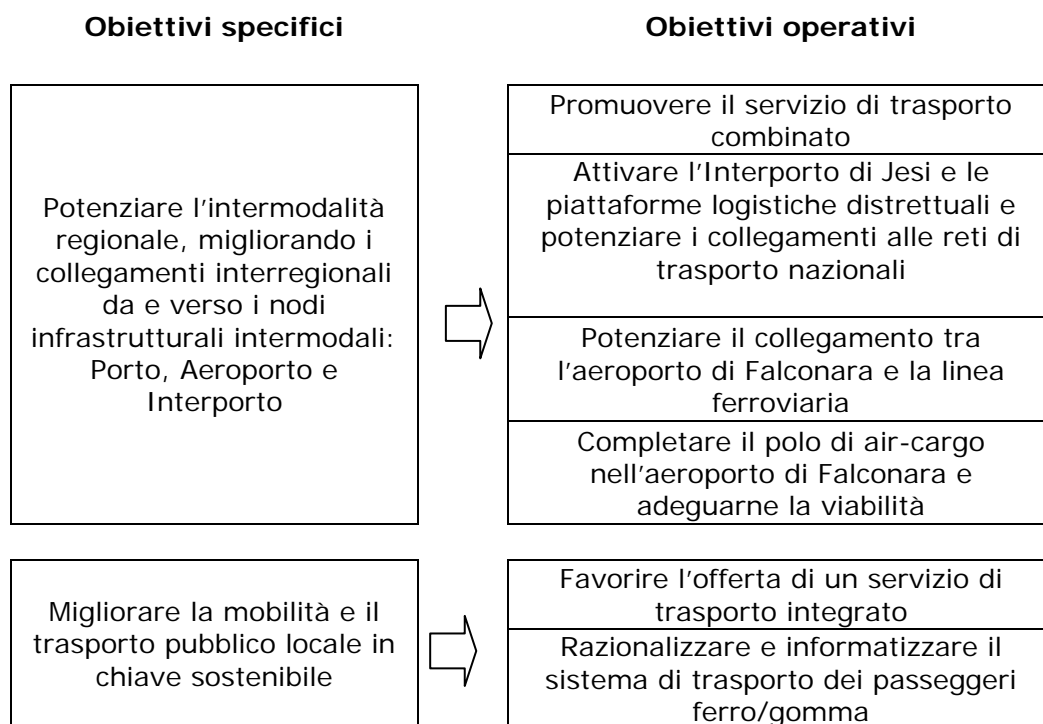 Obiettivi specifici
Obiettivi operativi
Potenziare l'intermodalità
regionale, migliorando i
collegamenti interregionali
da e verso i nodi
infrastrutturali intermodali:
Porto, Aeroporto e
Interporto
Promuovere il servizio di trasporto
combinato
Attivare l'Interporto di Jesi e le
piattaforme logistiche distrettuali e
potenziare i collegamenti alle reti di
trasporto nazionali
Potenziare il collegamento tra
l'aeroporto di Falconara e la linea
ferroviaria
Completare il polo di air-cargo
nell'aeroporto di Falconara e
adeguarne la viabilità
Migliorare la mobilità e il
trasporto pubblico locale in
chiave sostenibile
Favorire l'offerta di un servizio di
trasporto integrato
Razionalizzare e informatizzare il
sistema di trasporto dei passeggeri
ferro/gomma